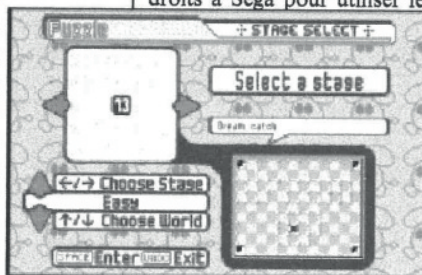 droits à Sega pour utiliser le
Puzzle
STAGE SELECT
13
Select a stage
Dream catch
←/→ Choose Stage
Easy
↑/↓ Choose World
Enter Exit